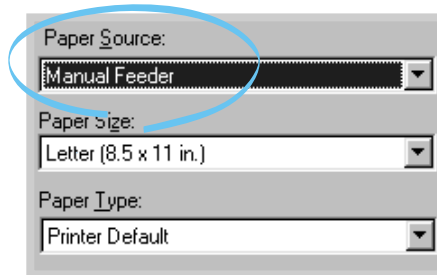 Paper Source:
Manual Feeder
Paper Size:
Letter (8.5 x 11 in.)
Paper Type:
Printer Default